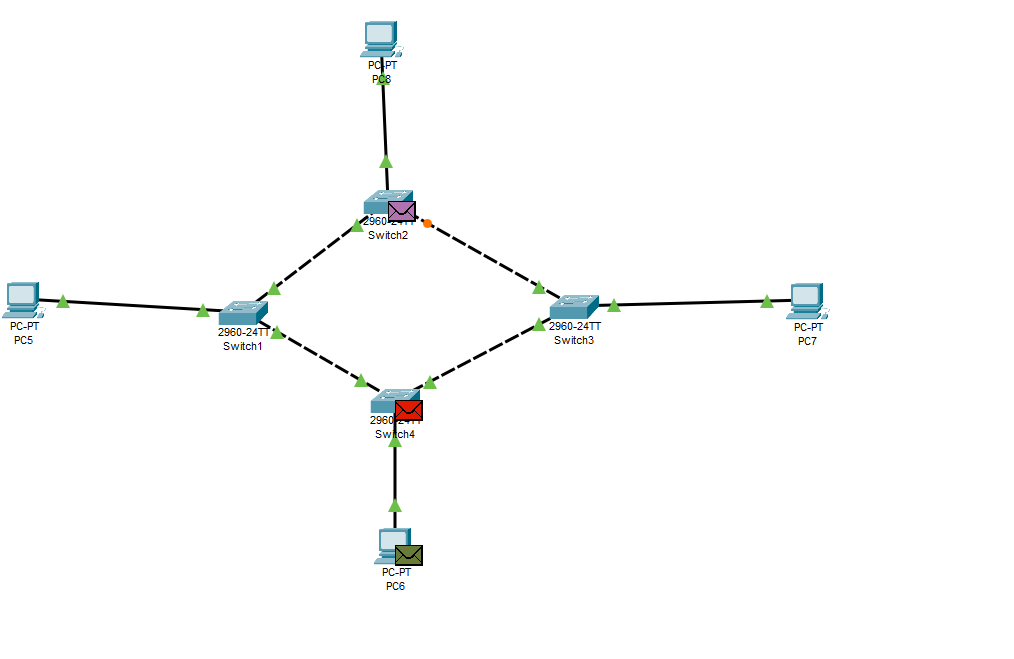 PC-PT
PC8
2960-24TT
Switch2
PC-PT
PC5
2960-24TT
Switch1
2960-24TT
Switch3
PC-PT
PC7
2960-24TT
Switch4
PC-PT
PC6